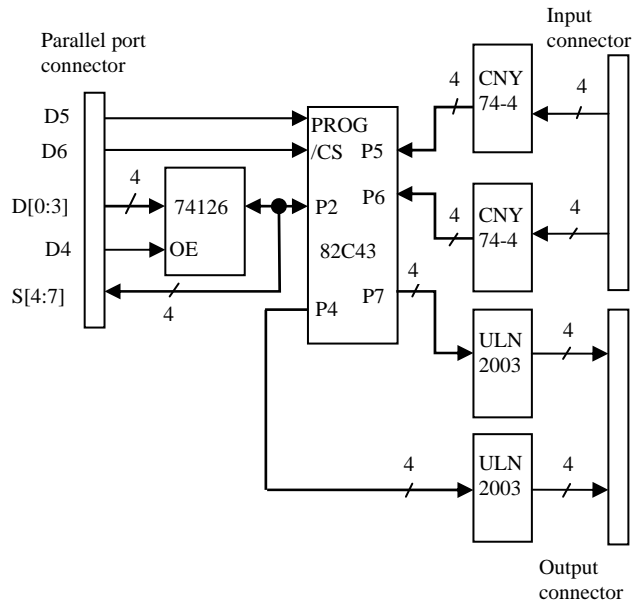 Parallel port
connector
Input
connector
D5
D6
D[0:3]
D4
S[4:7]
4
74126
OE
4
PROG
/CS
P2
82C43
P4
P5
P6
P7
4
CNY
74-4
4
4
CNY
74-4
4
4
ULN
2003
4
4
ULN
2003
4
Output
connector